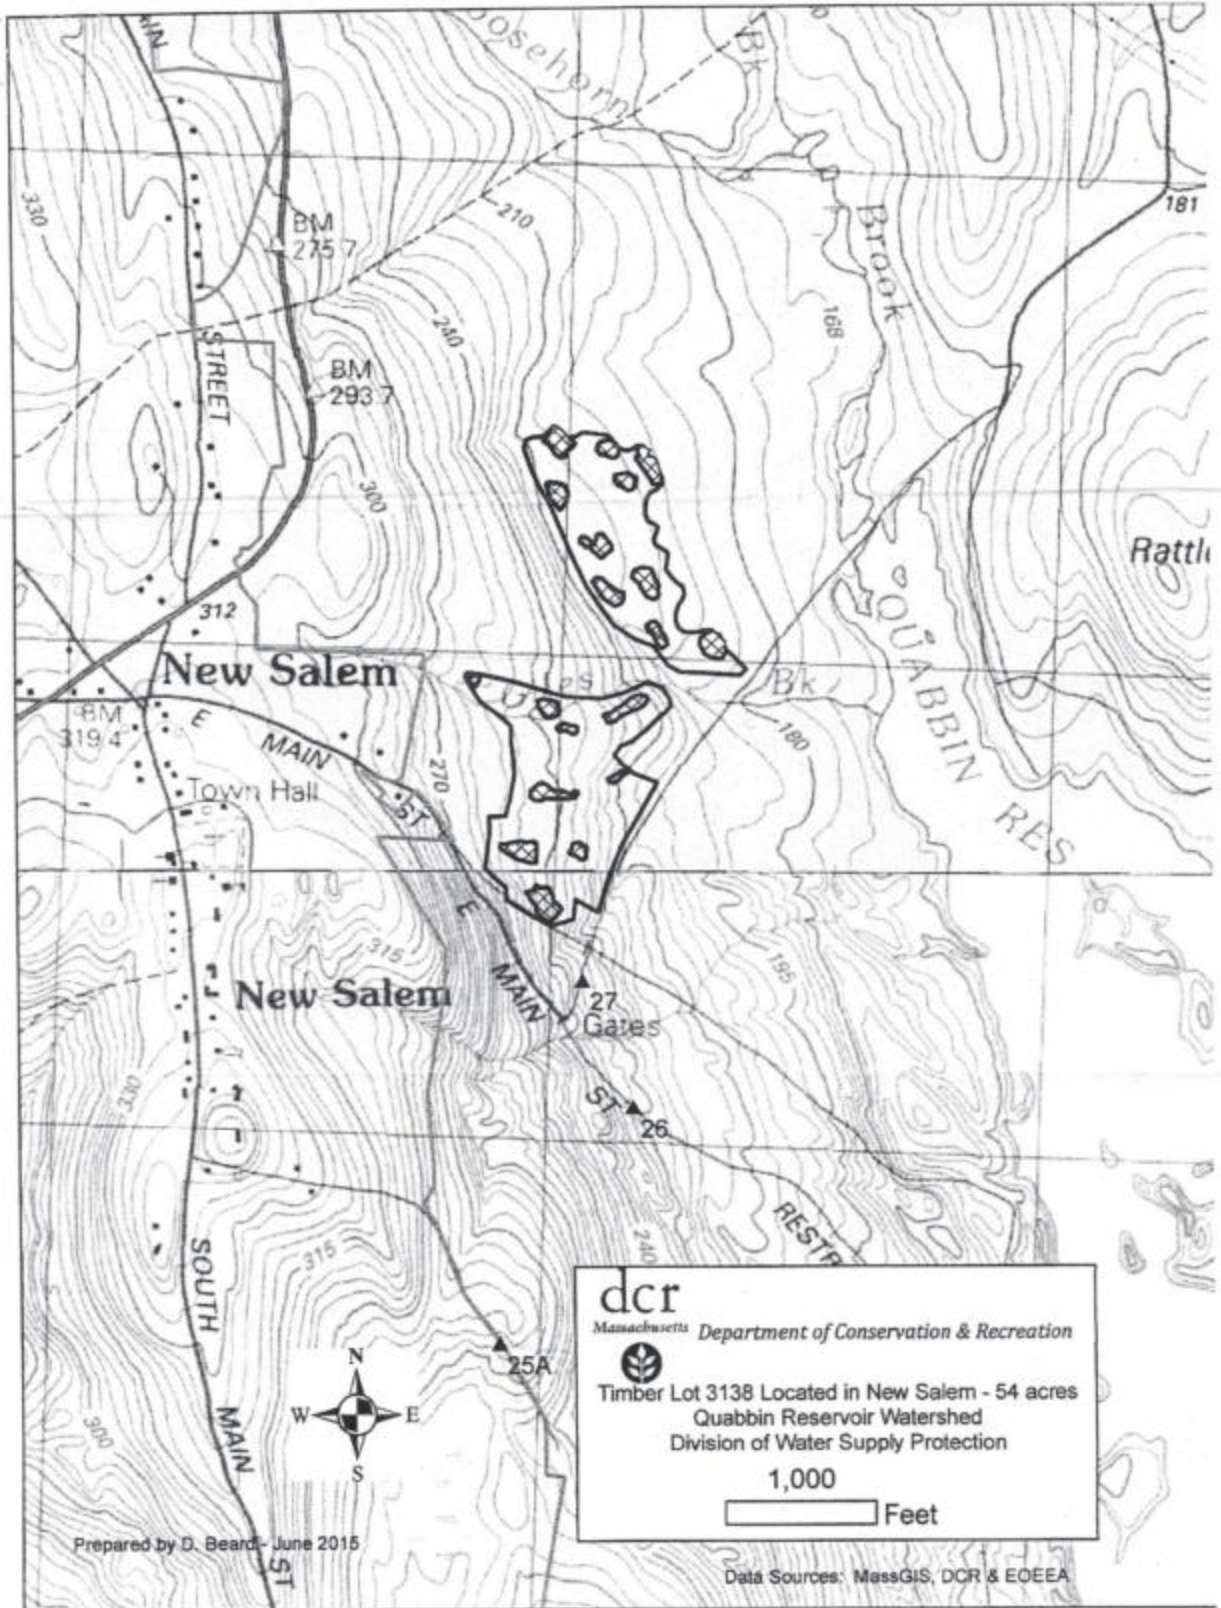 Bk
181
330
BM
275.7
210
Brook
240
168
STREET
BM
293.7
300
312
New Salem
Bk
QUABBIN RES
BM
319.4
E MAIN ST
180
270
Town Hall
E MAIN ST
315
195
New Salem
27
Gates
330
26
240
RESTR
315
SOUTH MAIN ST
25A
300
N
W E
S
dcr
Massachusetts Department of Conservation & Recreation
Timber Lot 3138 Located in New Salem - 54 acres
Quabbin Reservoir Watershed
Division of Water Supply Protection
1,000
Feet
Prepared by D. Beard - June 2015
Data Sources: MassGIS, DCR & EOEEA